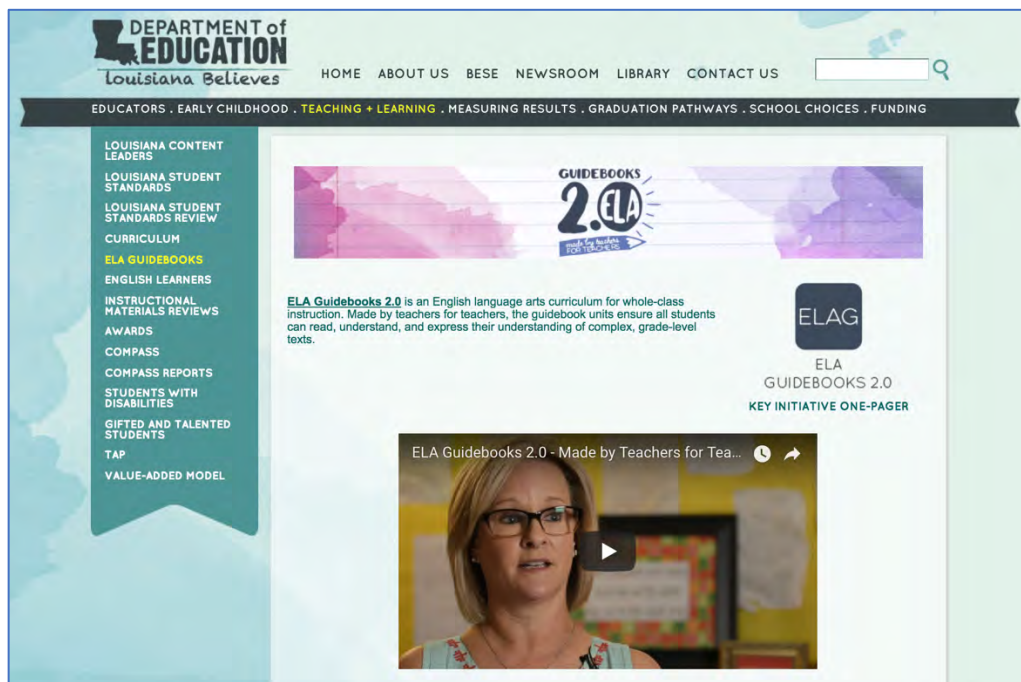 DEPARTMENT of
EDUCATION
Louisiana Believes
HOME ABOUT US BESE NEWSROOM LIBRARY CONTACT US
EDUCATORS . EARLY CHILDHOOD . TEACHING + LEARNING . MEASURING RESULTS . GRADUATION PATHWAYS . SCHOOL CHOICES . FUNDING
LOUISIANA CONTENT
LEADERS
LOUISIANA STUDENT
STANDARDS
LOUISIANA STUDENT
STANDARDS REVIEW
CURRICULUM
ELA GUIDEBOOKS
ENGLISH LEARNERS
INSTRUCTIONAL
MATERIALS REVIEWS
AWARDS
COMPASS
COMPASS REPORTS
STUDENTS WITH
DISABILITIES
GIFTED AND TALENTED
STUDENTS
TAP
VALUE-ADDED MODEL
GUIDEBOOKS
2.0 ELA
made by teachers
FOR TEACHERS
ELA Guidebooks 2.0 is an English language arts curriculum for whole-class
instruction. Made by teachers for teachers, the guidebook units ensure all students
can read, understand, and express their understanding of complex, grade-level
texts.
ELAG
ELA
GUIDEBOOKS 2.0
KEY INITIATIVE ONE-PAGER
ELA Guidebooks 2.0 - Made by Teachers for Tea...